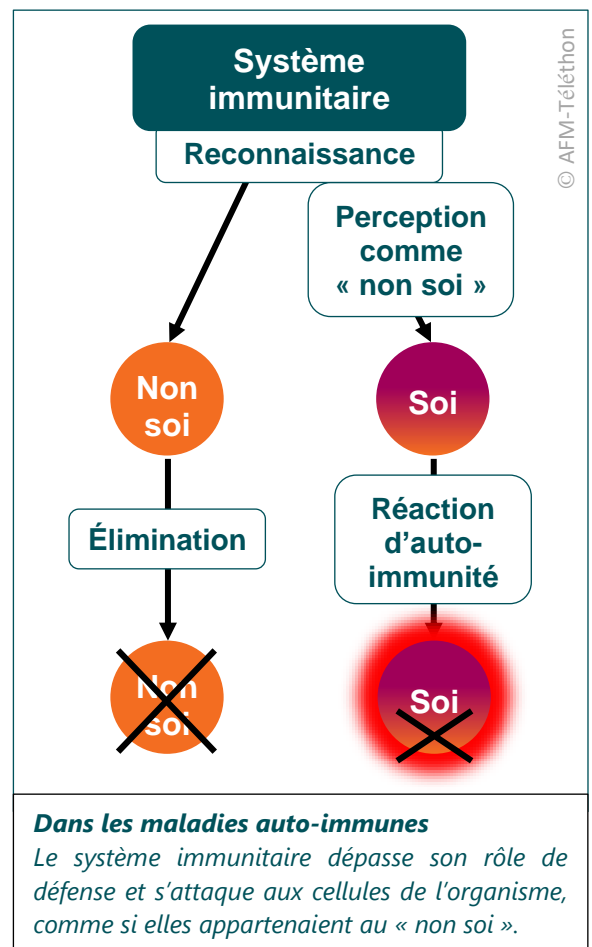 Système
immunitaire
© AFM-Téléthon
Reconnaissance
Perception
comme
« non soi »
Non
soi
Soi
Élimination
Réaction
d’auto-
immunité
Non
soi
Soi
Dans les maladies auto-immunes
Le système immunitaire dépasse son rôle de
défense et s’attaque aux cellules de l’organisme,
comme si elles appartenaient au « non soi ».